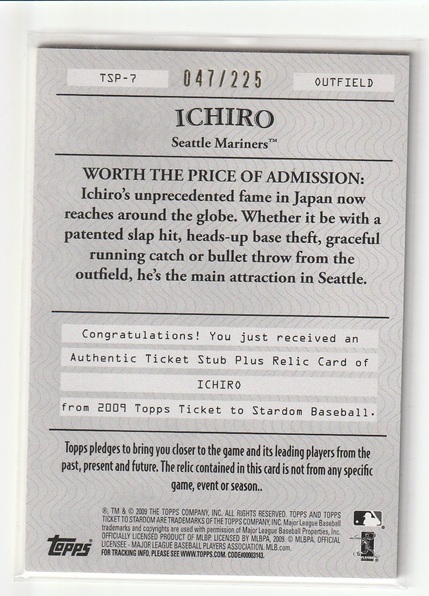 TSP-7 047/225 OUTFIELD
ICHIRO
Seattle Mariners™
WORTH THE PRICE OF ADMISSION:
Ichiro's unprecedented fame in Japan now
reaches around the globe. Whether it be with a
patented slap hit, heads-up base theft, graceful
running catch or bullet throw from the
outfield, he's the main attraction in Seattle.
Congratulations! You just received an
Authentic Ticket Stub Plus Relic Card of
ICHIRO
from 2009 Topps Ticket to Stardom Baseball.
Topps pledges to bring you closer to the game and its leading players from the
past, present and future. The relic contained in this card is not from any specific
game, event or season..
®, TM & © 2009 THE TOPPS COMPANY, INC. ALL RIGHTS RESERVED. TOPPS AND TOPPS
TICKET TO STARDOM ARE TRADEMARKS OF THE TOPPS COMPANY, INC. Major League Baseball
trademarks and copyrights are used with permission of Major League Baseball Properties, Inc.
OFFICIALLY LICENSED PRODUCT OF MLBP. LICENSED BY MLBPA, 2009. © MLBPA. OFFICIAL
LICENSEE - MAJOR LEAGUE BASEBALL PLAYERS ASSOCIATION. MLB.com.
FOR TRACKING INFO, PLEASE SEE WWW.TOPPS.COM. CODE#00003143.
Topps